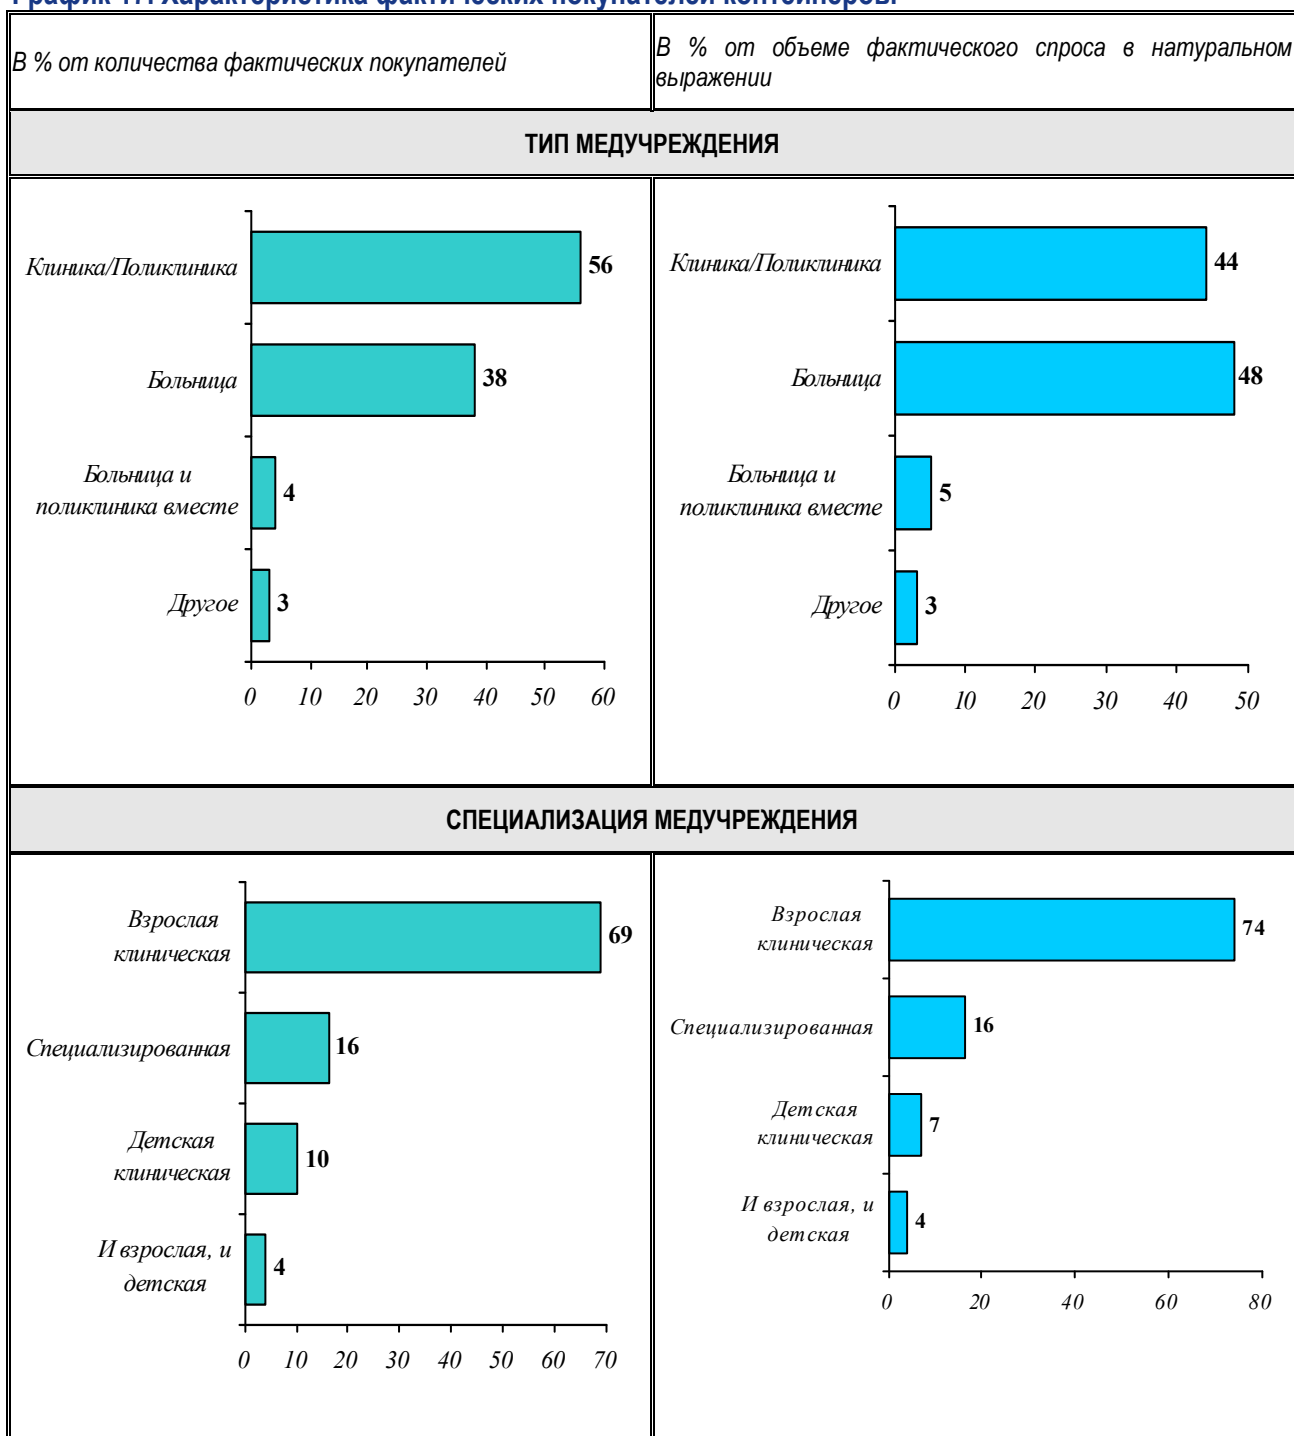 В % от количества фактических покупателей
В % от объеме фактического спроса в натуральном
выражении
ТИП МЕДУЧРЕЖДЕНИЯ
Клиника/Поликлиника
56
Больница
38
Больница и
поликлиника вместе
4
Другое
3
0 10 20 30 40 50 60
Клиника/Поликлиника
44
Больница
48
Больница и
поликлиника вместе
5
Другое
3
0 10 20 30 40 50
СПЕЦИАЛИЗАЦИЯ МЕДУЧРЕЖДЕНИЯ
Взрослая
клиническая
69
Специализированная
16
Детская
клиническая
10
И взрослая, и
детская
4
0 10 20 30 40 50 60 70
Взрослая
клиническая
74
Специализированная
16
Детская
клиническая
7
И взрослая, и
детская
4
0 20 40 60 80